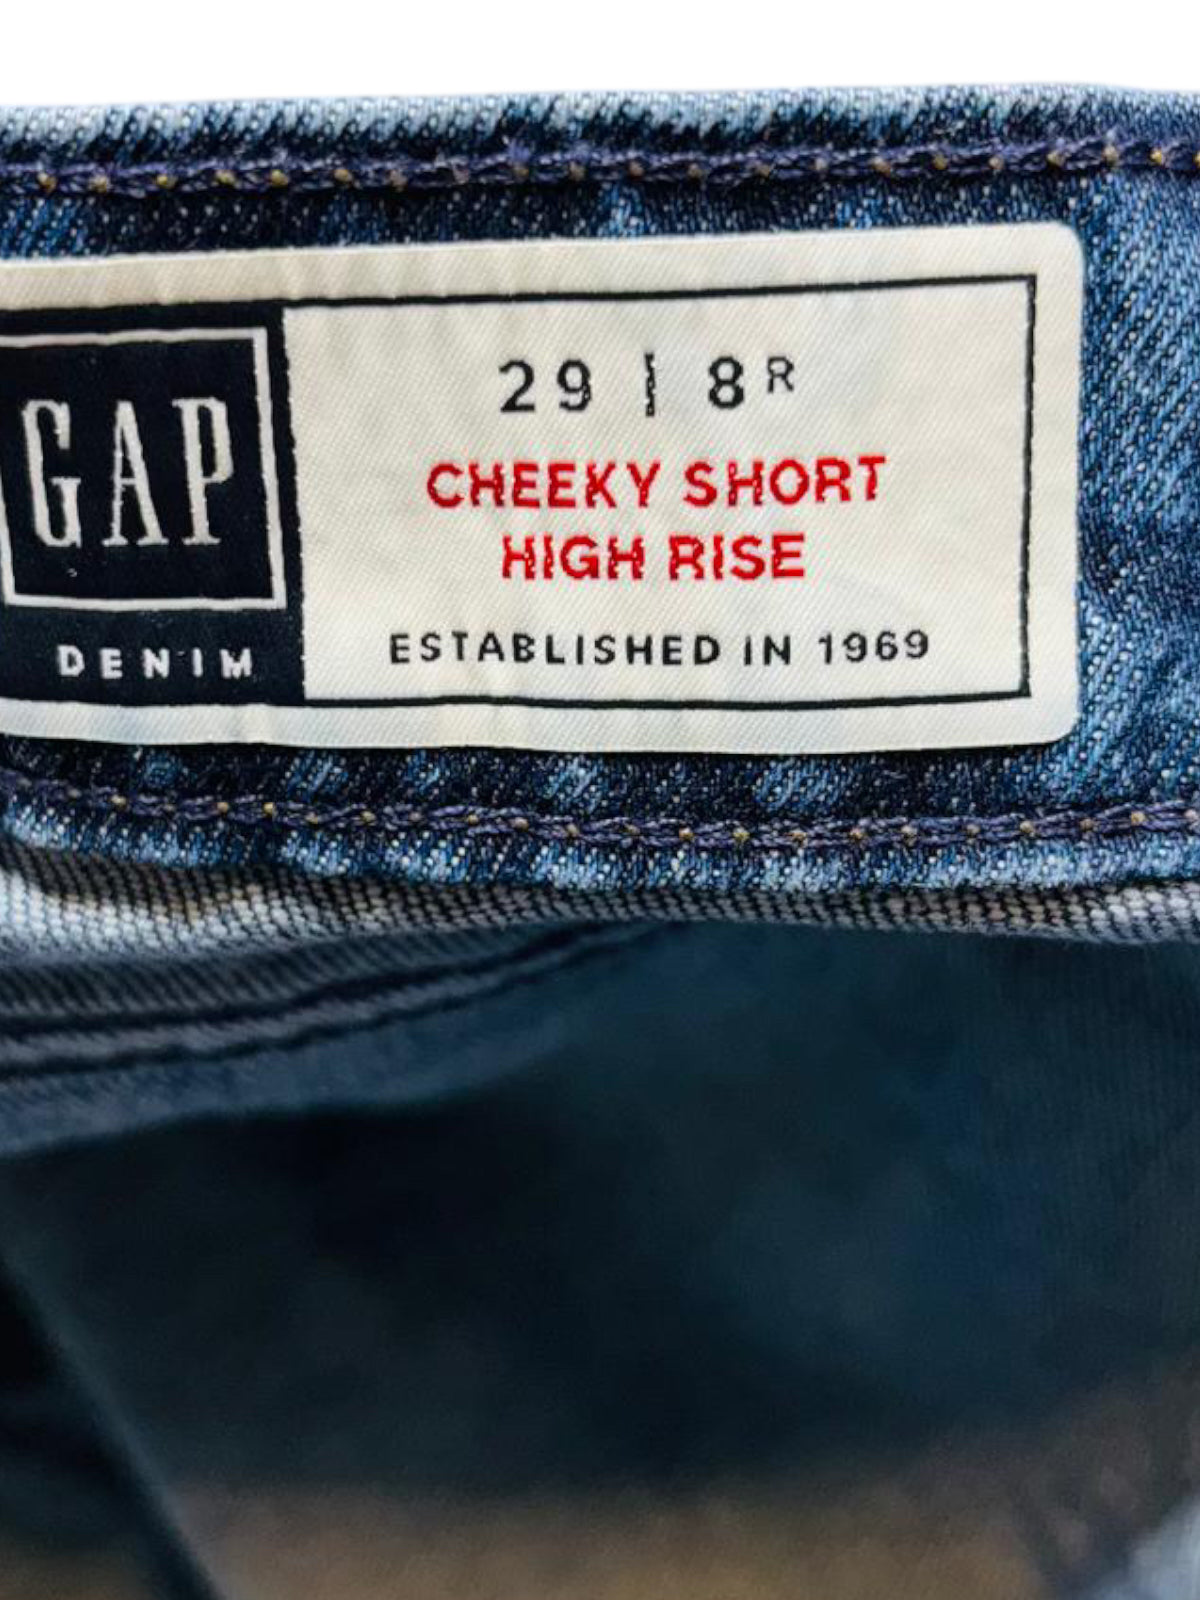 GAP
DENIM
29 | 8R
CHEEKY SHORT
HIGH RISE
ESTABLISHED IN 1969